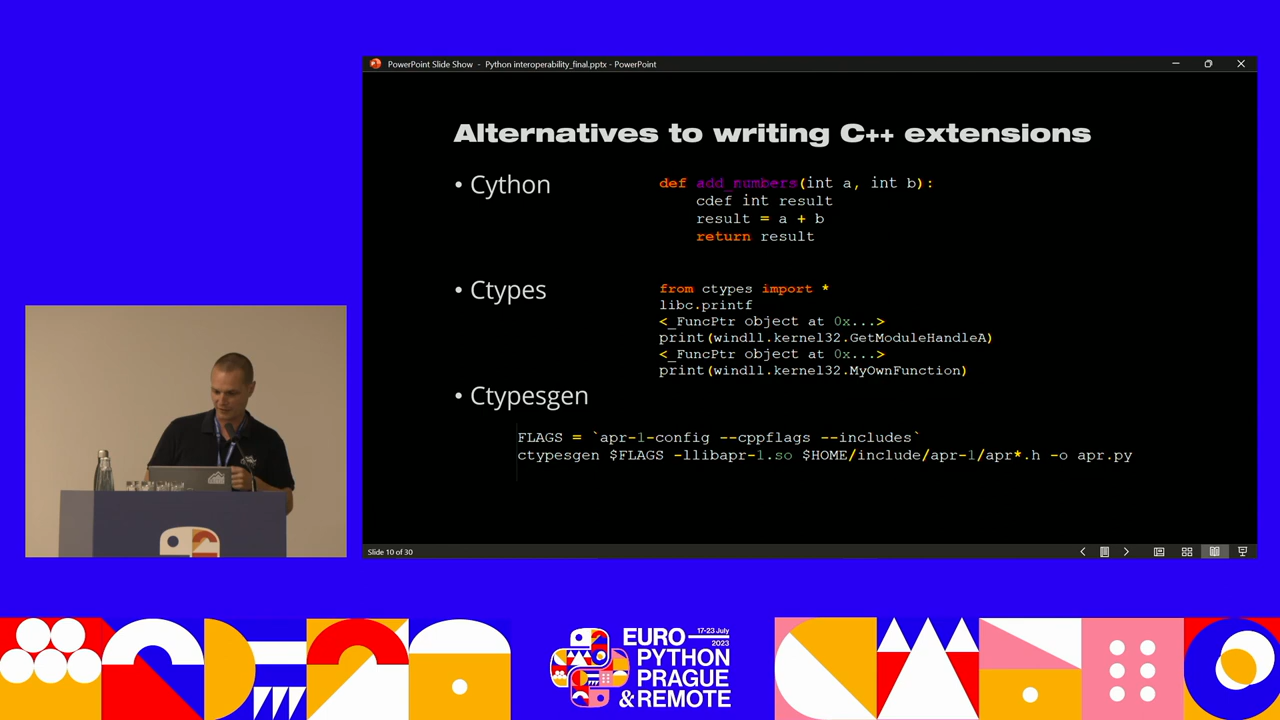 PowerPoint Slide Show - Python interoperability_final.pptx - PowerPoint
Alternatives to writing C++ extensions
• Cython
def add_numbers(int a, int b):
    cdef int result
    result = a + b
    return result
• Ctypes
from ctypes import *
libc.printf
<_FuncPtr object at 0x...>
print(windll.kernel32.GetModuleHandleA)
<_FuncPtr object at 0x...>
print(windll.kernel32.MyOwnFunction)
• Ctypesgen
FLAGS = `apr-1-config --cppflags --includes`
ctypesgen $FLAGS -llibapr-1.so $HOME/include/apr-1/apr*.h -o apr.py
Slide 10 of 30
17-23 July
2023
EURO
PYTHON
PRAGUE
& REMOTE